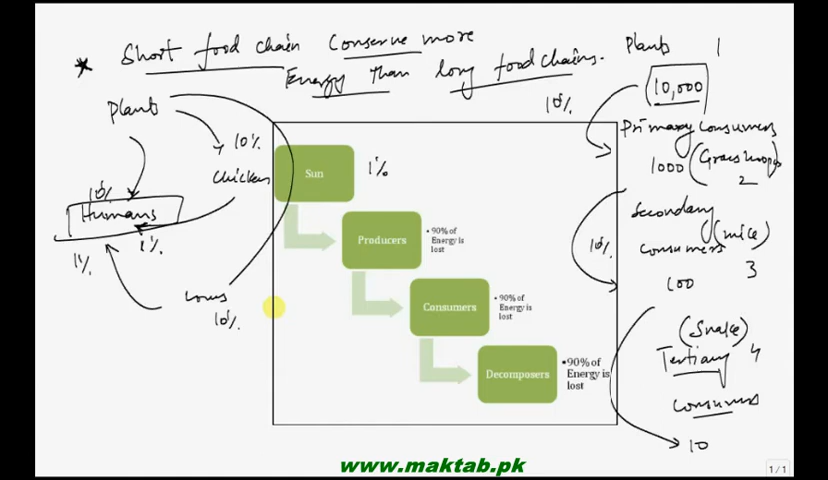 * Short food chain Conserve more
Energy than long food chains.
Plants 1
10,000
10%
Primary Consumers
1000 (Grasshopper)
2
10%
Secondary
(mice)
Consumers
3
100
(Snake)
Tertiary 4
Consumers
10
Plants
10%
Chicken
10%
Humans
1%
1%
Cows
10%
Sun
1%
Producers
• 90% of
Energy is
lost
Consumers
• 90% of
Energy is
lost
Decomposers
• 90% of
Energy is
lost
www.maktab.pk
1/1